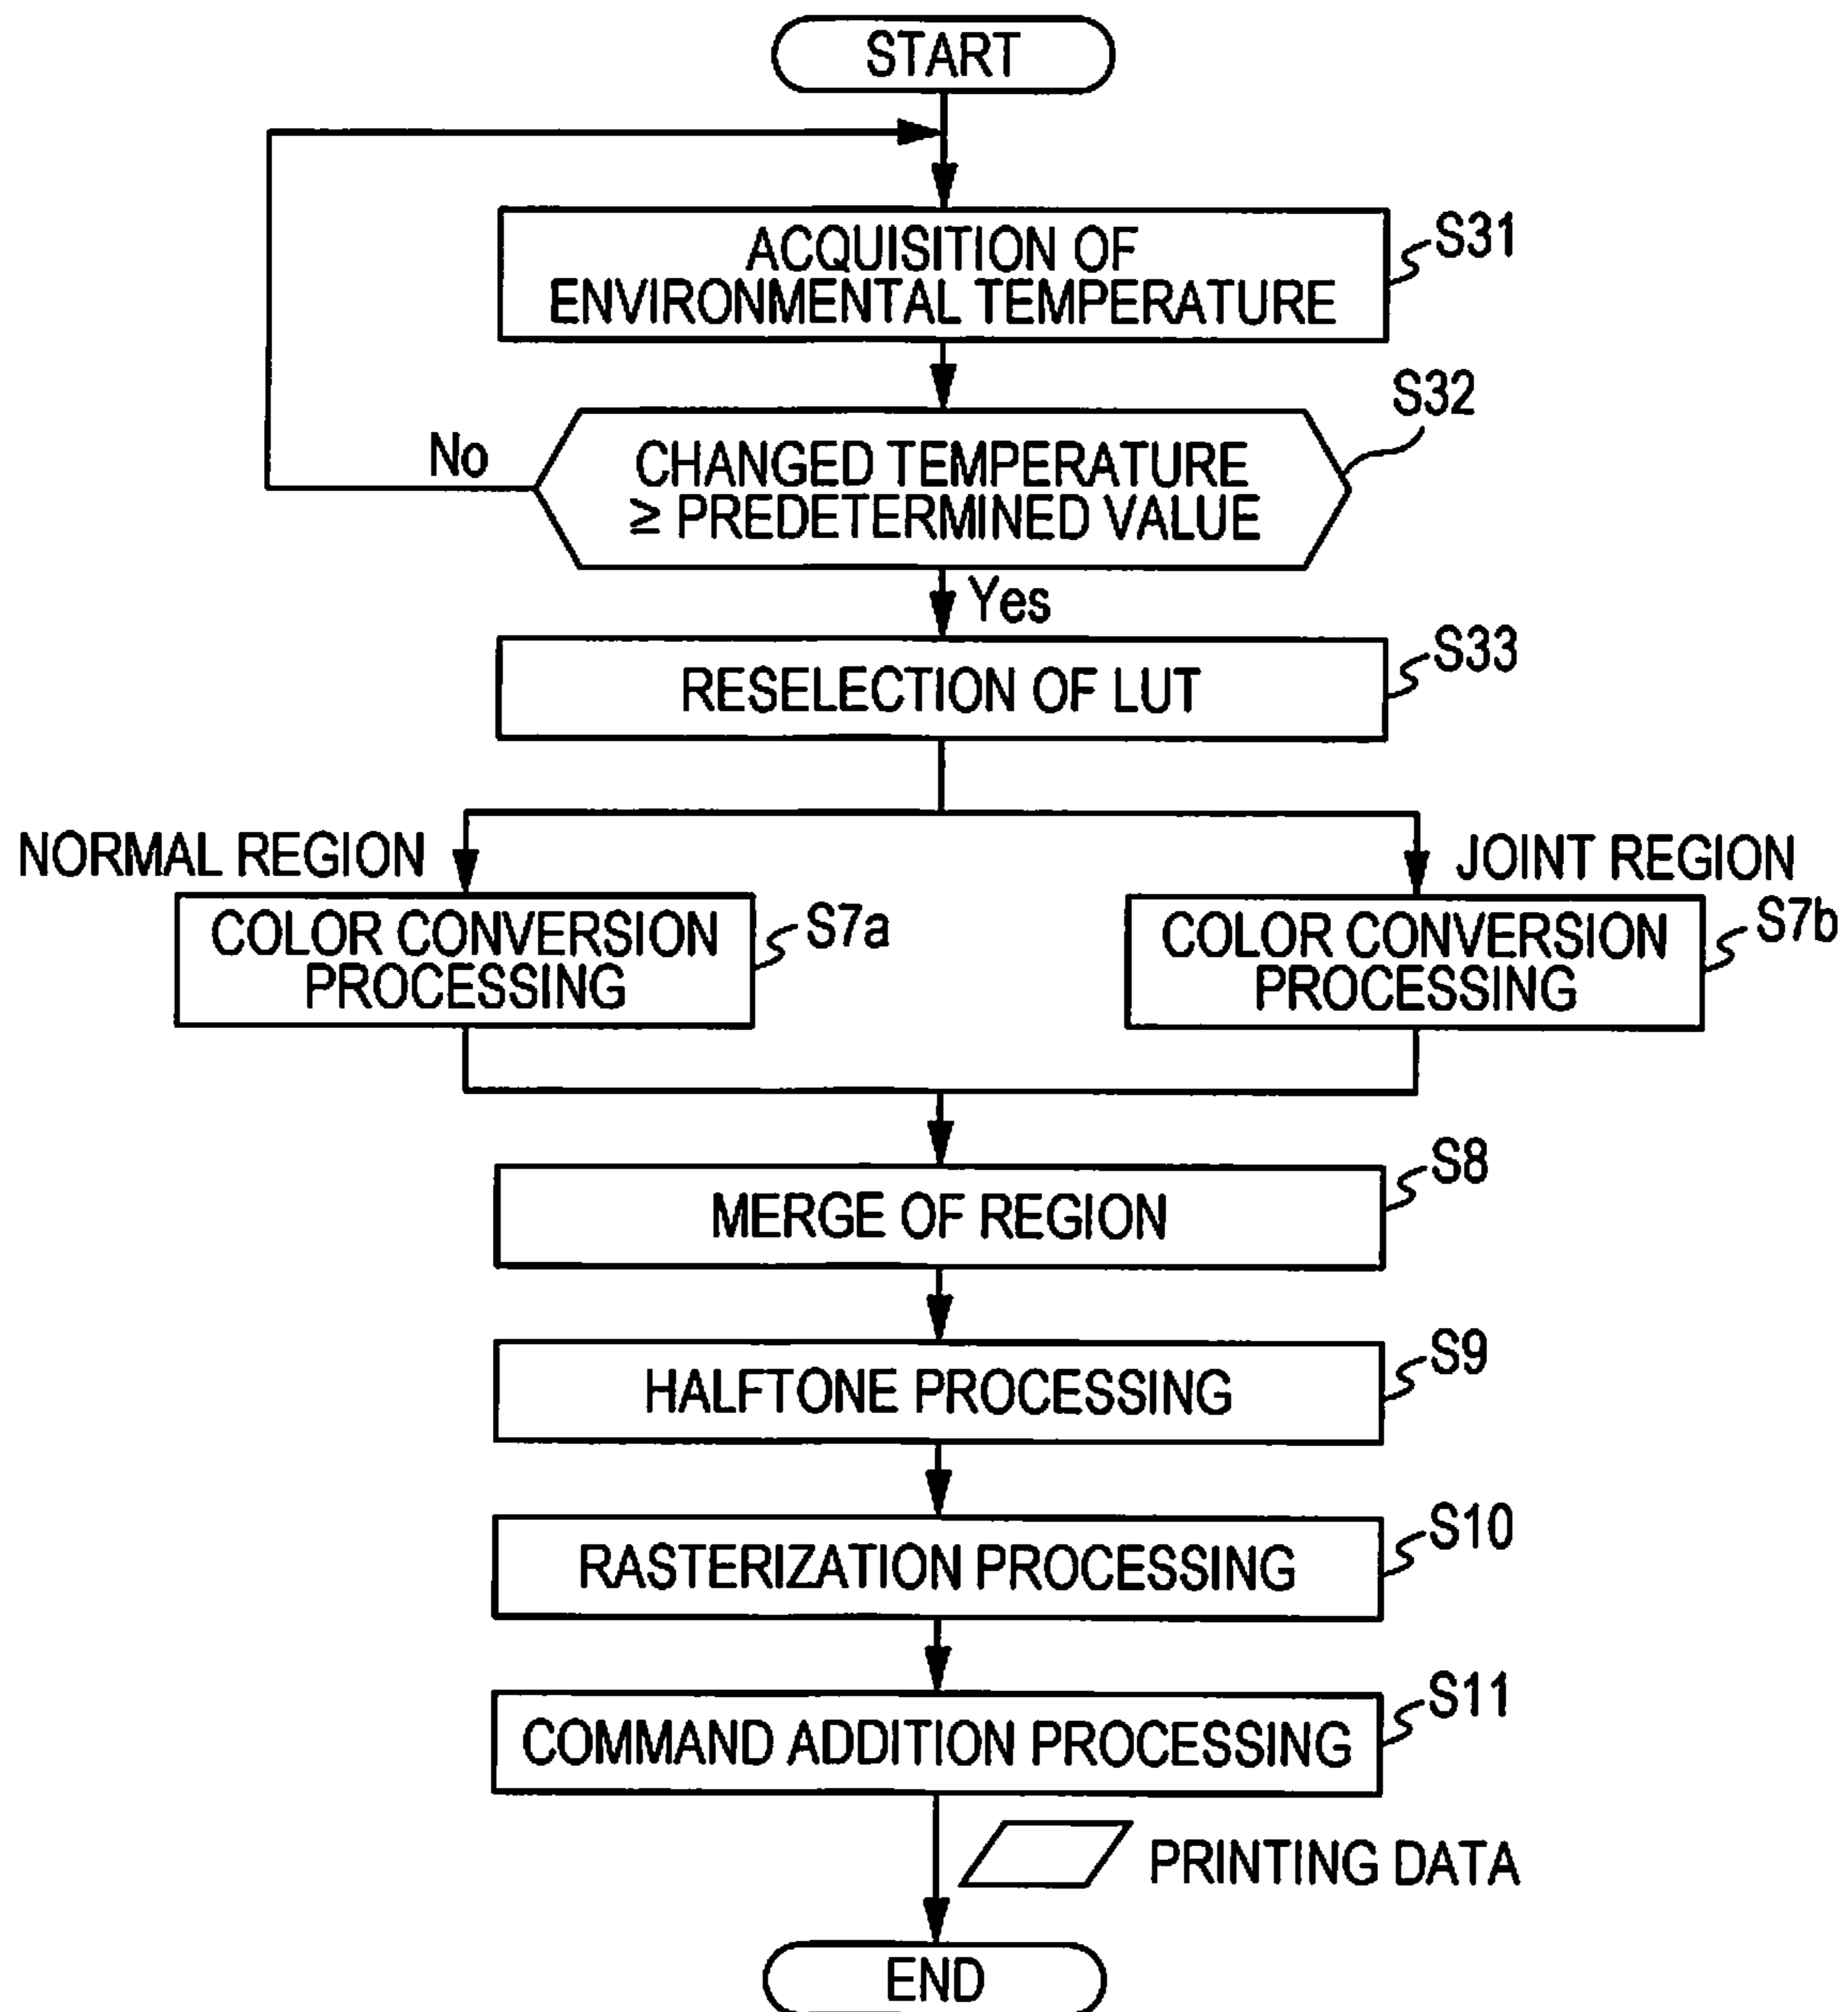 START
ACQUISITION OF
ENVIRONMENTAL TEMPERATURE
S31
S32
No
CHANGED TEMPERATURE
≥ PREDETERMINED VALUE
Yes
S33
RESELECTION OF LUT
NORMAL REGION
JOINT REGION
COLOR CONVERSION
PROCESSING
S7a
COLOR CONVERSION
PROCESSING
S7b
S8
MERGE OF REGION
S9
HALFTONE PROCESSING
S10
RASTERIZATION PROCESSING
S11
COMMAND ADDITION PROCESSING
PRINTING DATA
END